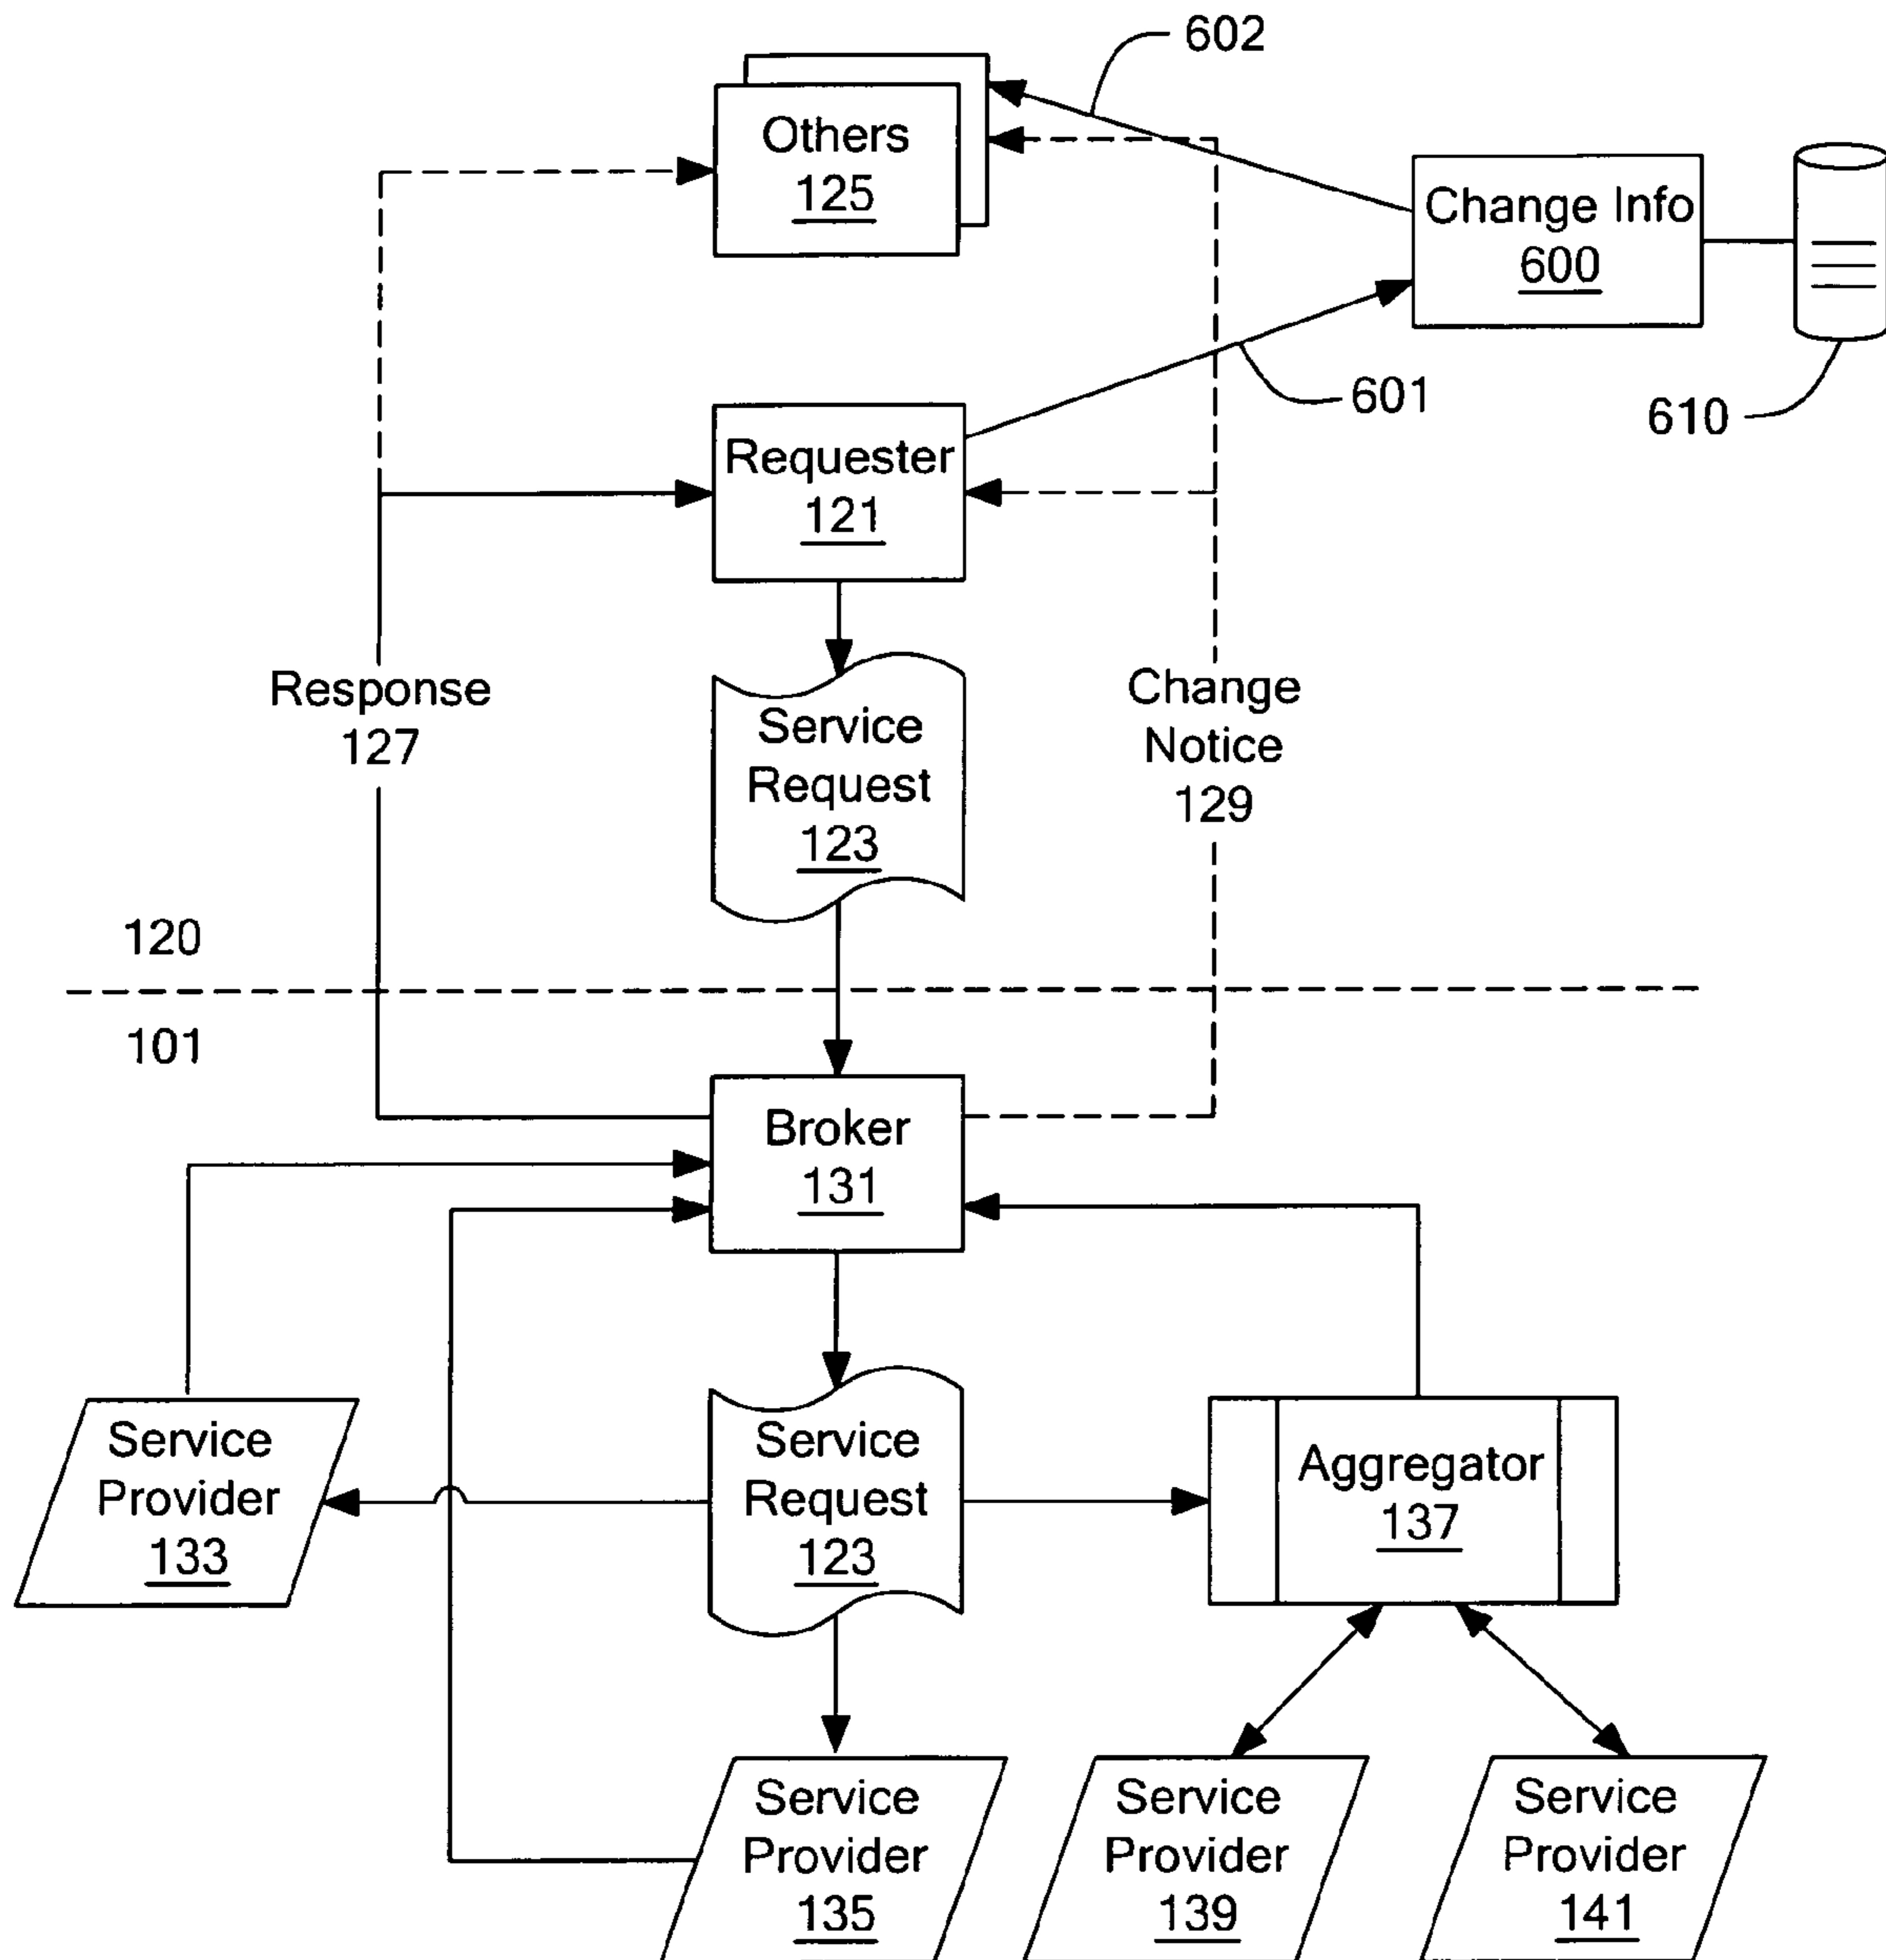 602
Others
125
Change Info
600
601
610
Requester
121
Response
127
Service
Request
123
Change
Notice
129
120
101
Broker
131
Service
Provider
133
Service
Request
123
Aggregator
137
Service
Provider
135
Service
Provider
139
Service
Provider
141